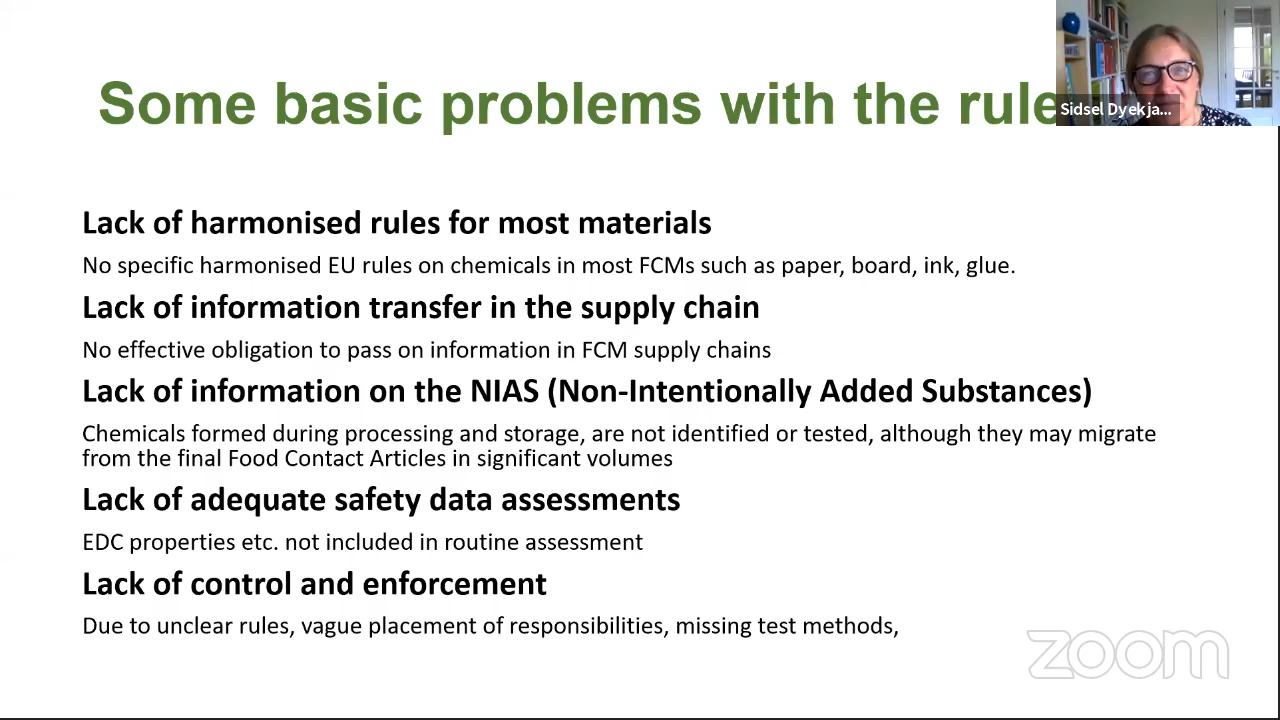 Some basic problems with the rule
Sidsel Dyekja...
Lack of harmonised rules for most materials
No specific harmonised EU rules on chemicals in most FCMs such as paper, board, ink, glue.
Lack of information transfer in the supply chain
No effective obligation to pass on information in FCM supply chains
Lack of information on the NIAS (Non-Intentionally Added Substances)
Chemicals formed during processing and storage, are not identified or tested, although they may migrate
from the final Food Contact Articles in significant volumes
Lack of adequate safety data assessments
EDC properties etc. not included in routine assessment
Lack of control and enforcement
Due to unclear rules, vague placement of responsibilities, missing test methods,
zoom